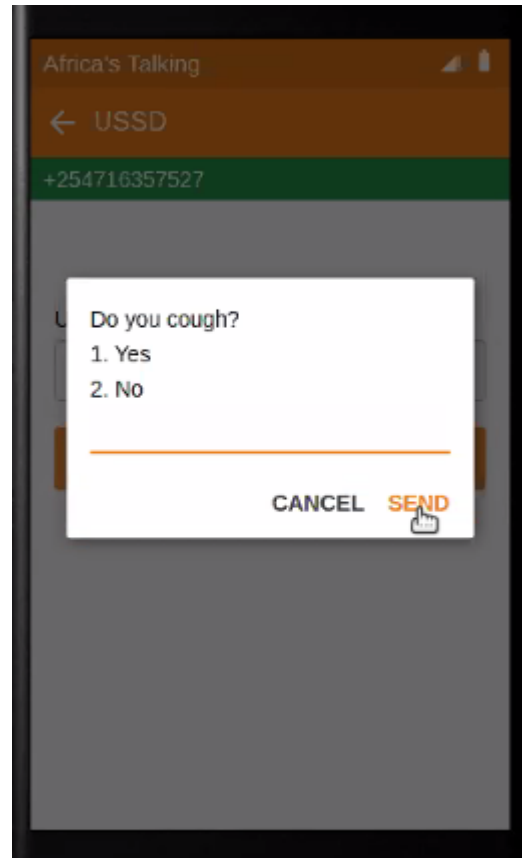 Africa's Talking
← USSD
+254716357527
U
Do you cough?
1. Yes
2. No
CANCEL SEND